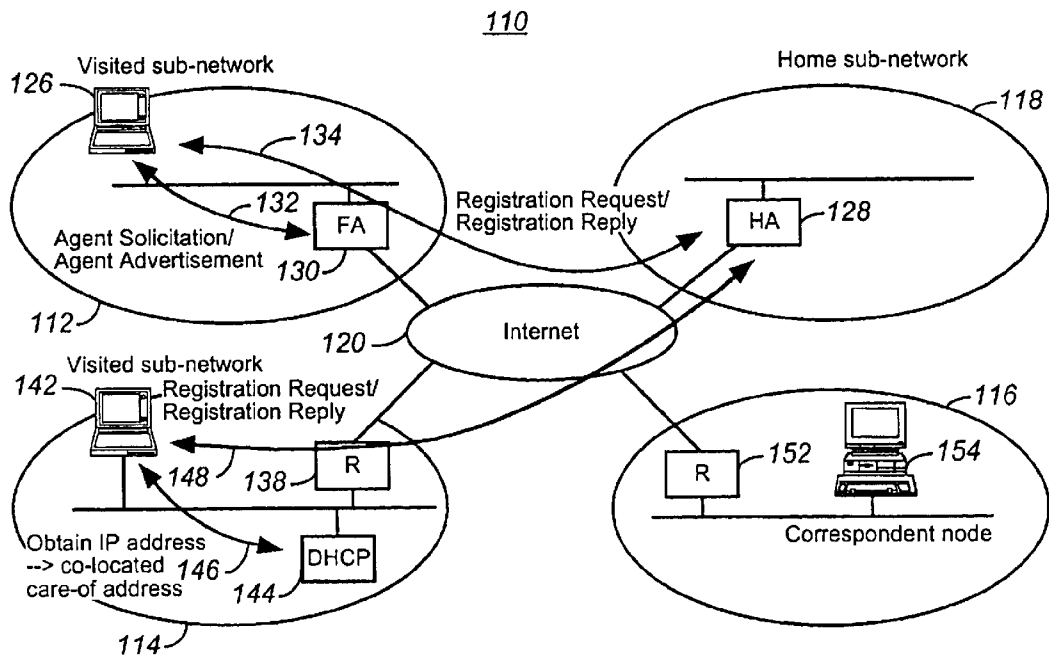 110
Visited sub-network
126
134
132
FA
130
Agent Solicitation/
Agent Advertisement
112
Home sub-network
118
Registration Request/
Registration Reply
HA
128
120
Internet
Visited sub-network
142
Registration Request/
Registration Reply
148
138
R
Obtain IP address
--> co-located
care-of address
146
144
DHCP
114
116
R
152
154
Correspondent node